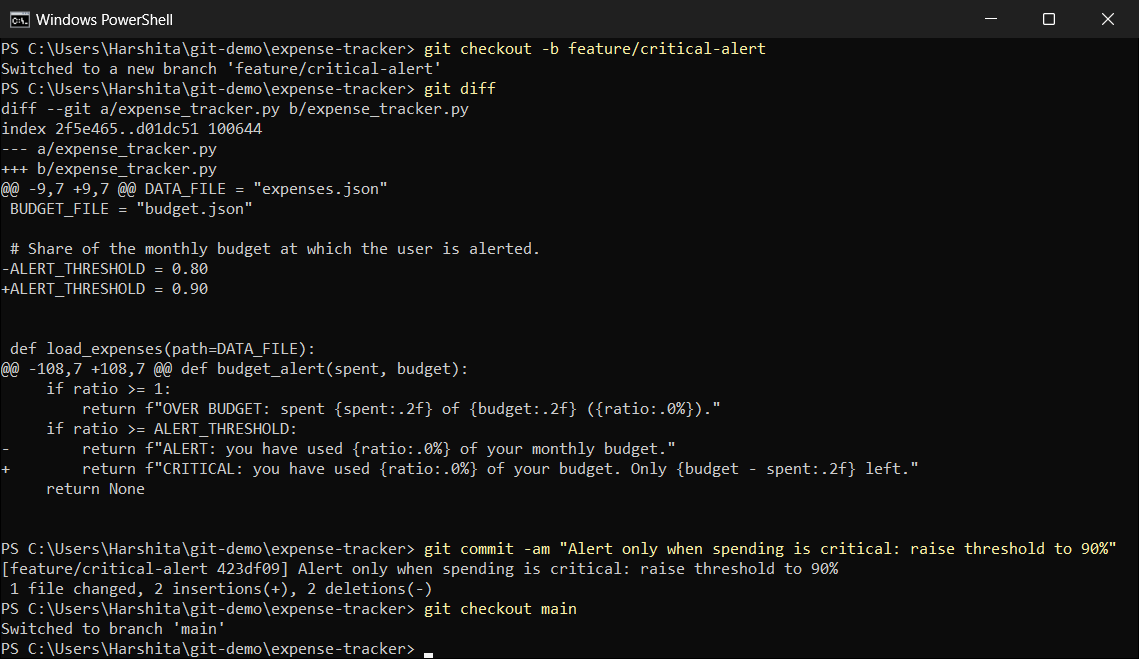 Windows PowerShell
PS C:\Users\Harshita\git-demo\expense-tracker> git checkout -b feature/critical-alert
Switched to a new branch 'feature/critical-alert'
PS C:\Users\Harshita\git-demo\expense-tracker> git diff
diff --git a/expense_tracker.py b/expense_tracker.py
index 2f5e465..d01dc51 100644
--- a/expense_tracker.py
+++ b/expense_tracker.py
@@ -9,7 +9,7 @@ DATA_FILE = "expenses.json"
 BUDGET_FILE = "budget.json"

 # Share of the monthly budget at which the user is alerted.
-ALERT_THRESHOLD = 0.80
+ALERT_THRESHOLD = 0.90


 def load_expenses(path=DATA_FILE):
@@ -108,7 +108,7 @@ def budget_alert(spent, budget):
     if ratio >= 1:
         return f"OVER BUDGET: spent {spent:.2f} of {budget:.2f} ({ratio:.0%})."
     if ratio >= ALERT_THRESHOLD:
-        return f"ALERT: you have used {ratio:.0%} of your monthly budget."
+        return f"CRITICAL: you have used {ratio:.0%} of your budget. Only {budget - spent:.2f} left."
     return None


PS C:\Users\Harshita\git-demo\expense-tracker> git commit -am "Alert only when spending is critical: raise threshold to 90%"
[feature/critical-alert 423df09] Alert only when spending is critical: raise threshold to 90%
 1 file changed, 2 insertions(+), 2 deletions(-)
PS C:\Users\Harshita\git-demo\expense-tracker> git checkout main
Switched to branch 'main'
PS C:\Users\Harshita\git-demo\expense-tracker>